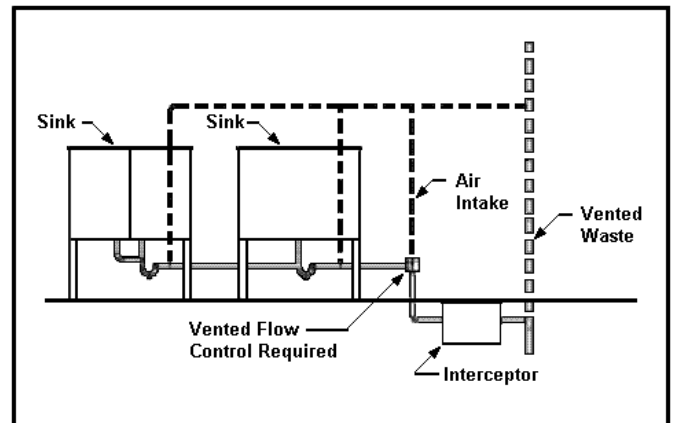 Sink
Sink
Air
Intake
Vented
Waste
Vented Flow
Control Required
Interceptor